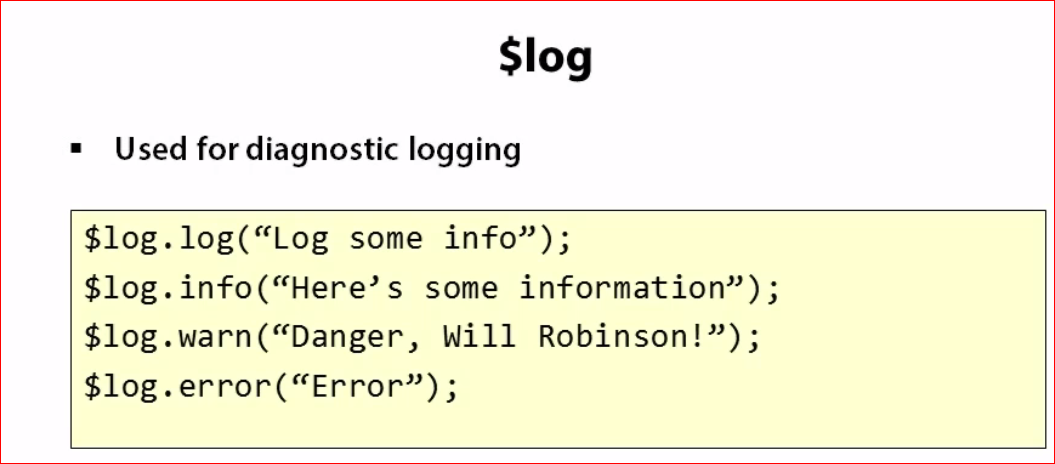 $log
▪ Used for diagnostic logging
$log.log(“Log some info”);
$log.info(“Here’s some information”);
$log.warn(“Danger, Will Robinson!”);
$log.error(“Error”);